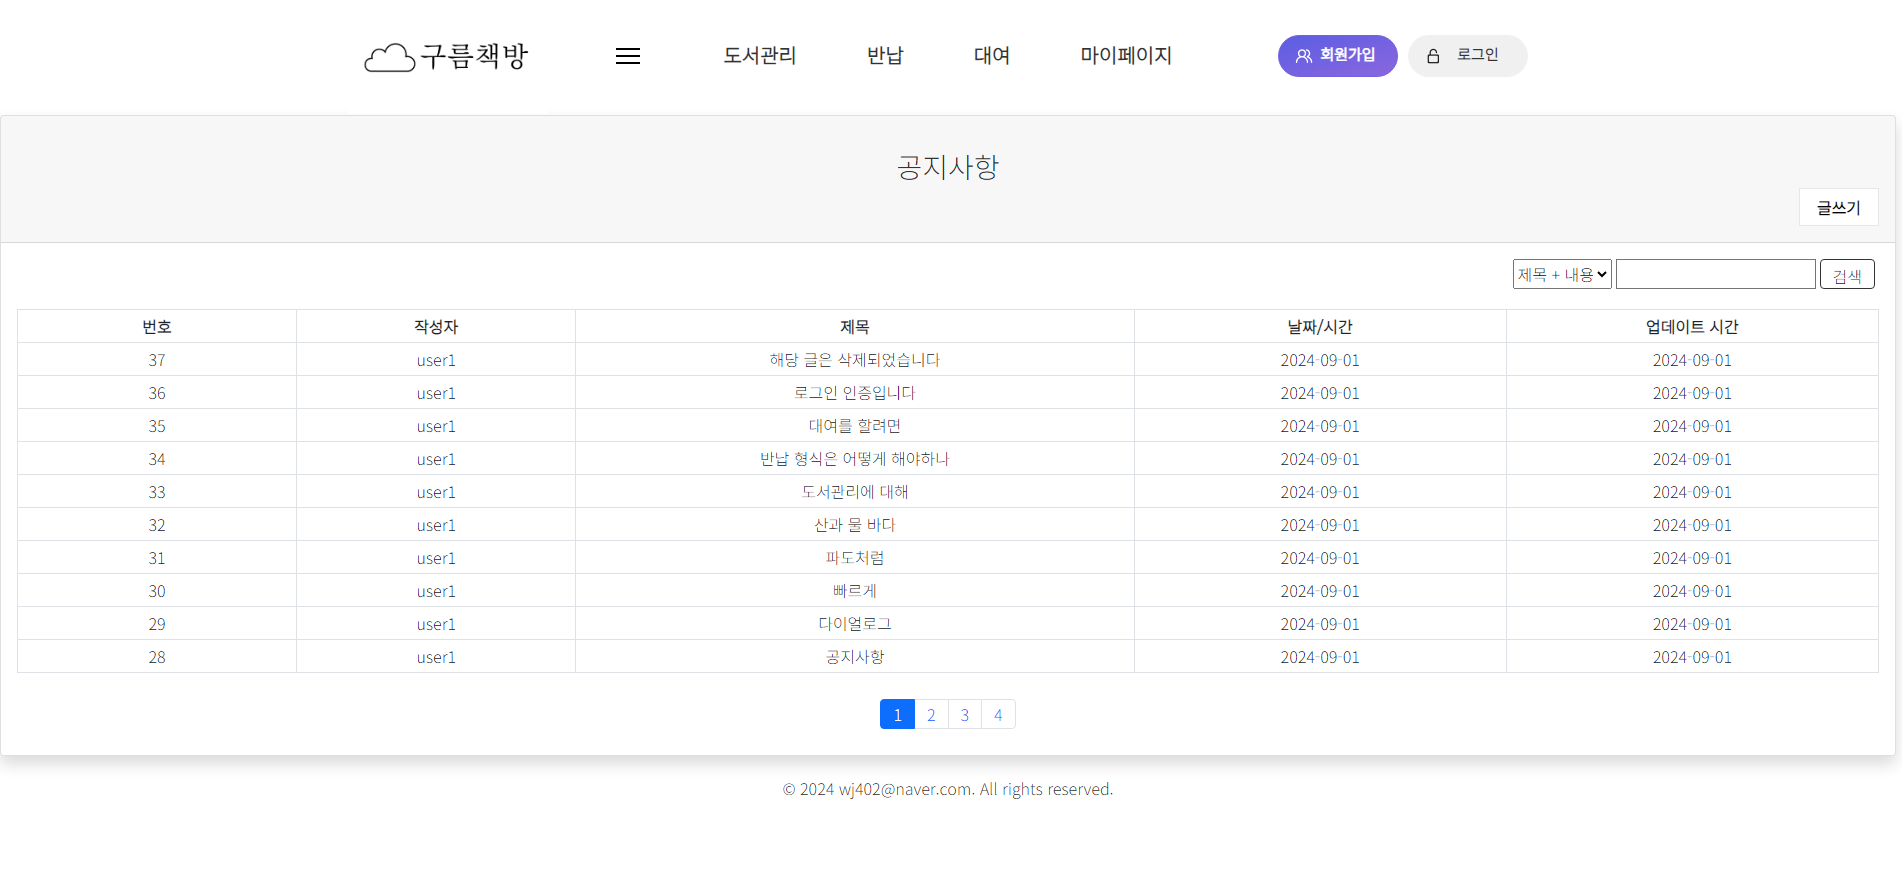 구름책방 도서관리 반납 대여 마이페이지 회원가입 로그인
공지사항
글쓰기
제목 + 내용 검색
번호 작성자 제목 날짜/시간 업데이트 시간
37 user1 해당 글은 삭제되었습니다 2024-09-01 2024-09-01
36 user1 로그인 인증입니다 2024-09-01 2024-09-01
35 user1 대여를 할려면 2024-09-01 2024-09-01
34 user1 반납 형식은 어떻게 해야하나 2024-09-01 2024-09-01
33 user1 도서관리에 대해 2024-09-01 2024-09-01
32 user1 산과 물 바다 2024-09-01 2024-09-01
31 user1 파도처럼 2024-09-01 2024-09-01
30 user1 빠르게 2024-09-01 2024-09-01
29 user1 다이얼로그 2024-09-01 2024-09-01
28 user1 공지사항 2024-09-01 2024-09-01
1 2 3 4
© 2024 wj402@naver.com. All rights reserved.